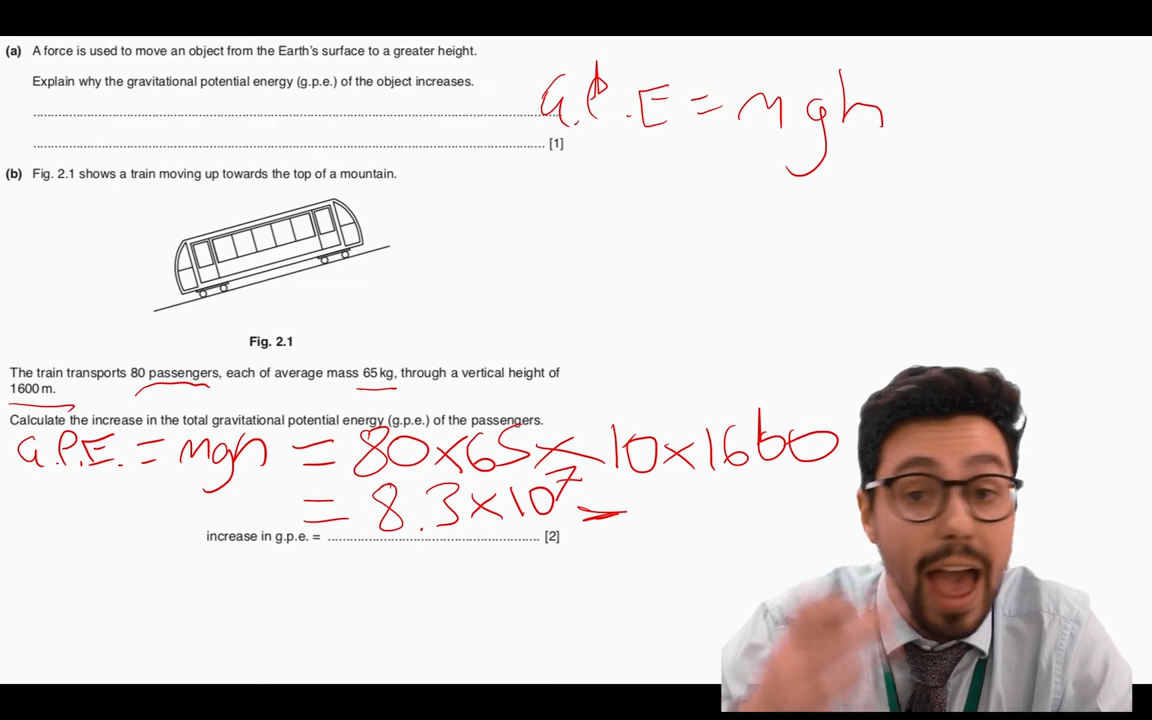 (a) A force is used to move an object from the Earth's surface to a greater height.
Explain why the gravitational potential energy (g.p.e.) of the object increases.
G.P.E = mgh
[1]
(b) Fig. 2.1 shows a train moving up towards the top of a mountain.
Fig. 2.1
The train transports 80 passengers, each of average mass 65 kg, through a vertical height of
1600 m.
Calculate the increase in the total gravitational potential energy (g.p.e.) of the passengers.
G.P.E. = mgh = 80×65×10×1600
= 8.3×10⁷
increase in g.p.e. = ........................................................ [2]